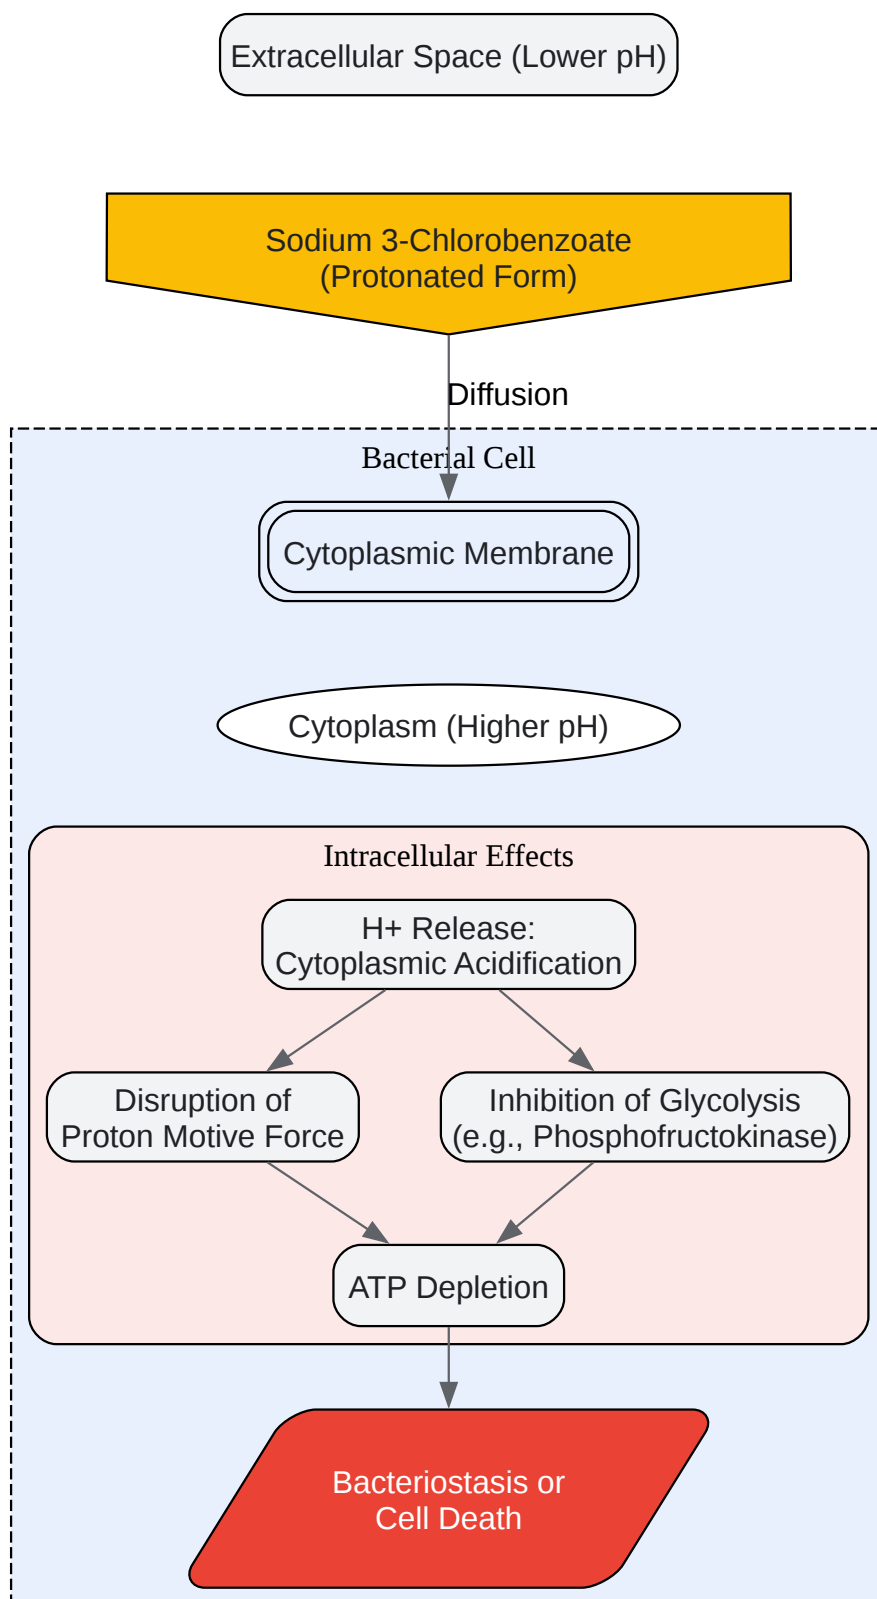 Extracellular Space (Lower pH)
Sodium 3-Chlorobenzoate
(Protonated Form)
Diffusion
Bacterial Cell
Cytoplasmic Membrane
Cytoplasm (Higher pH)
Intracellular Effects
H+ Release:
Cytoplasmic Acidification
Disruption of
Proton Motive Force
Inhibition of Glycolysis
(e.g., Phosphofructokinase)
ATP Depletion
Bacteriostasis or
Cell Death